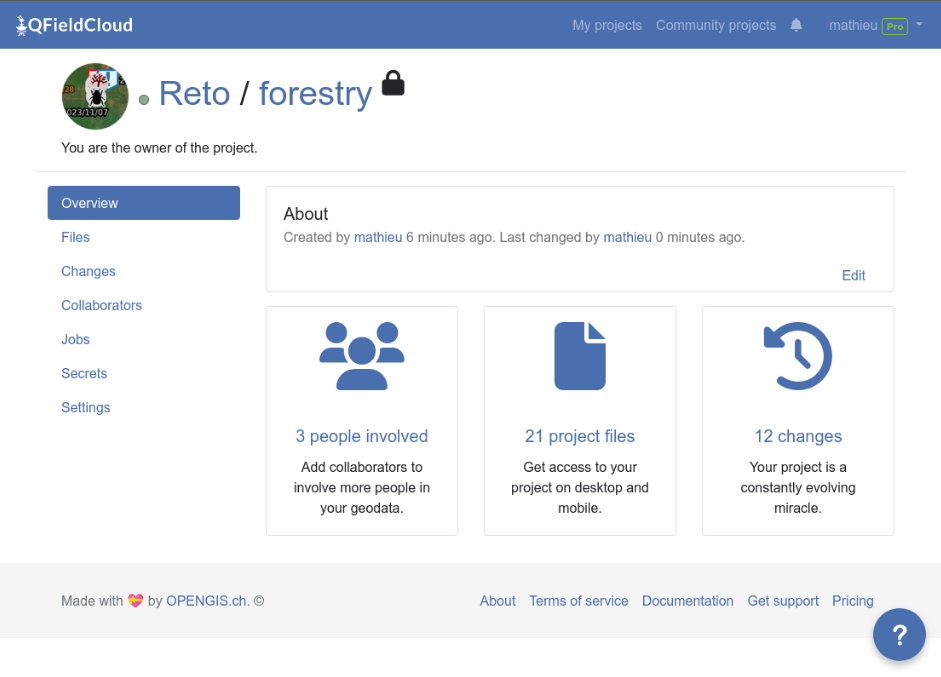 QFieldCloud
My projects Community projects mathieu Pro
28
023/11/07
Reto / forestry
You are the owner of the project.
Overview
Files
Changes
Collaborators
Jobs
Secrets
Settings
About
Created by mathieu 6 minutes ago. Last changed by mathieu 0 minutes ago.
Edit
3 people involved
Add collaborators to
involve more people in
your geodata.
21 project files
Get access to your
project on desktop and
mobile.
12 changes
Your project is a
constantly evolving
miracle.
Made with 💝 by OPENGIS.ch. ©
About Terms of service Documentation Get support Pricing
?